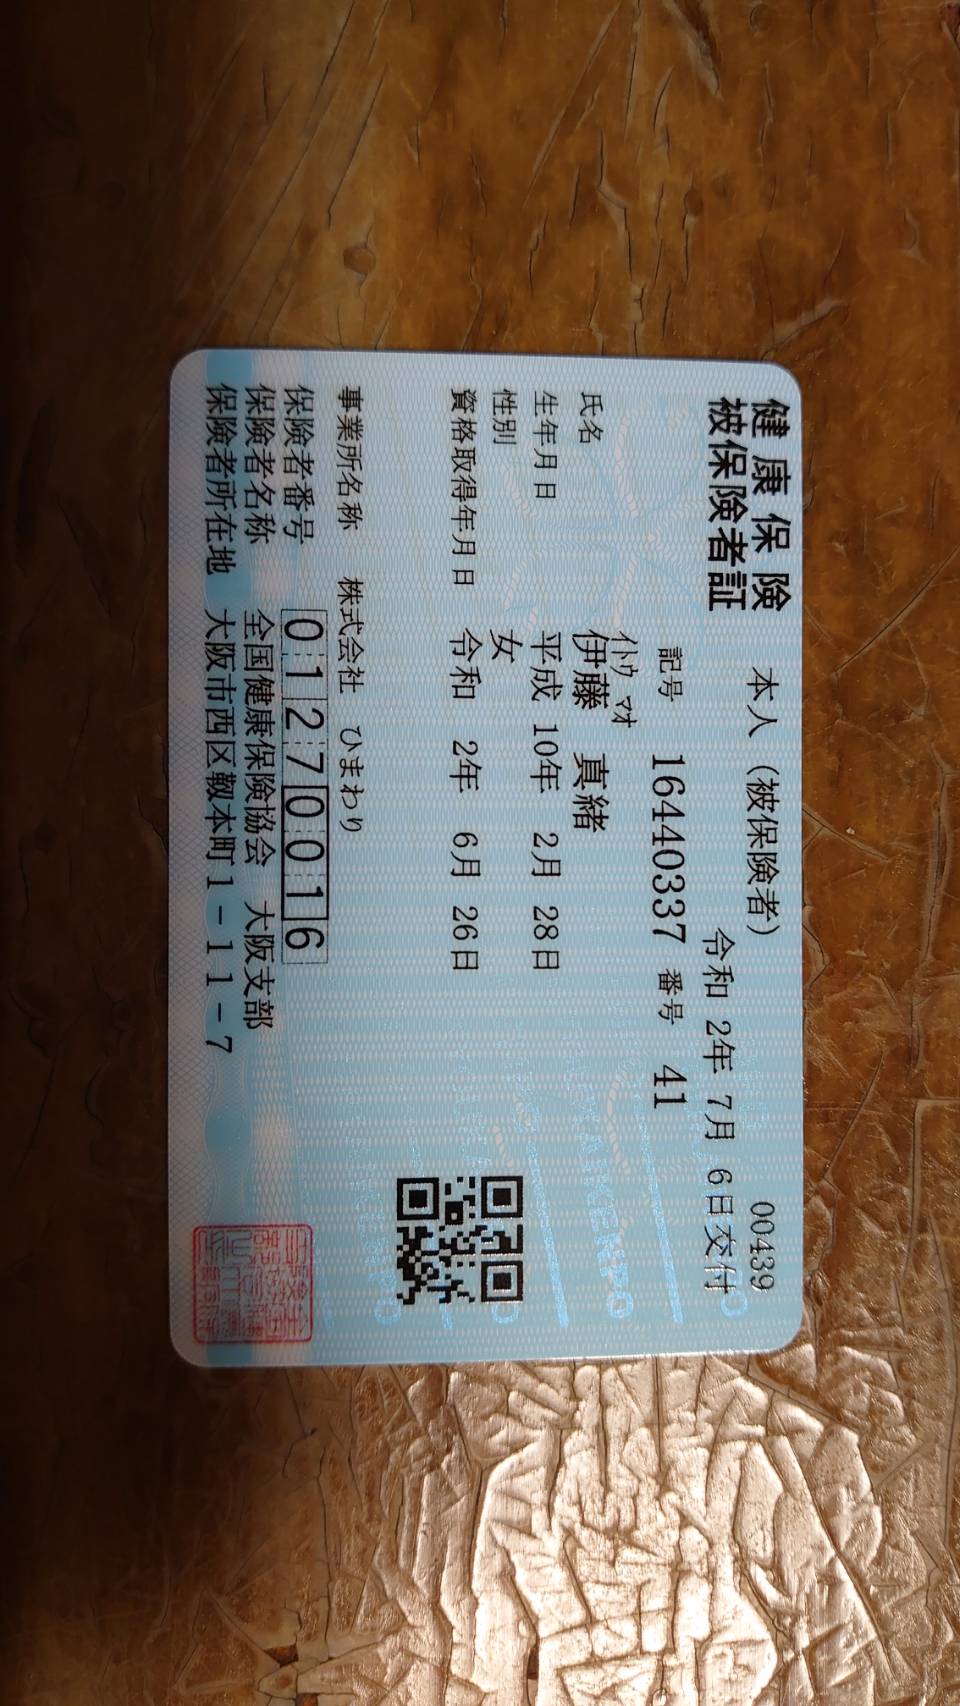 健康保険
被保険者証
本人（被保険者）
00439
令和 2年 7月 6日交付
記号 16440337 番号 41
ｲﾄｳ ﾏｵ
氏名 伊藤 真緒
生年月日 平成 10年 2月 28日
性別 女
資格取得年月日 令和 2年 6月 26日
事業所名称 株式会社 ひまわり
保険者番号 01270016
保険者名称 全国健康保険協会 大阪支部
保険者所在地 大阪市西区靱本町1-11-7